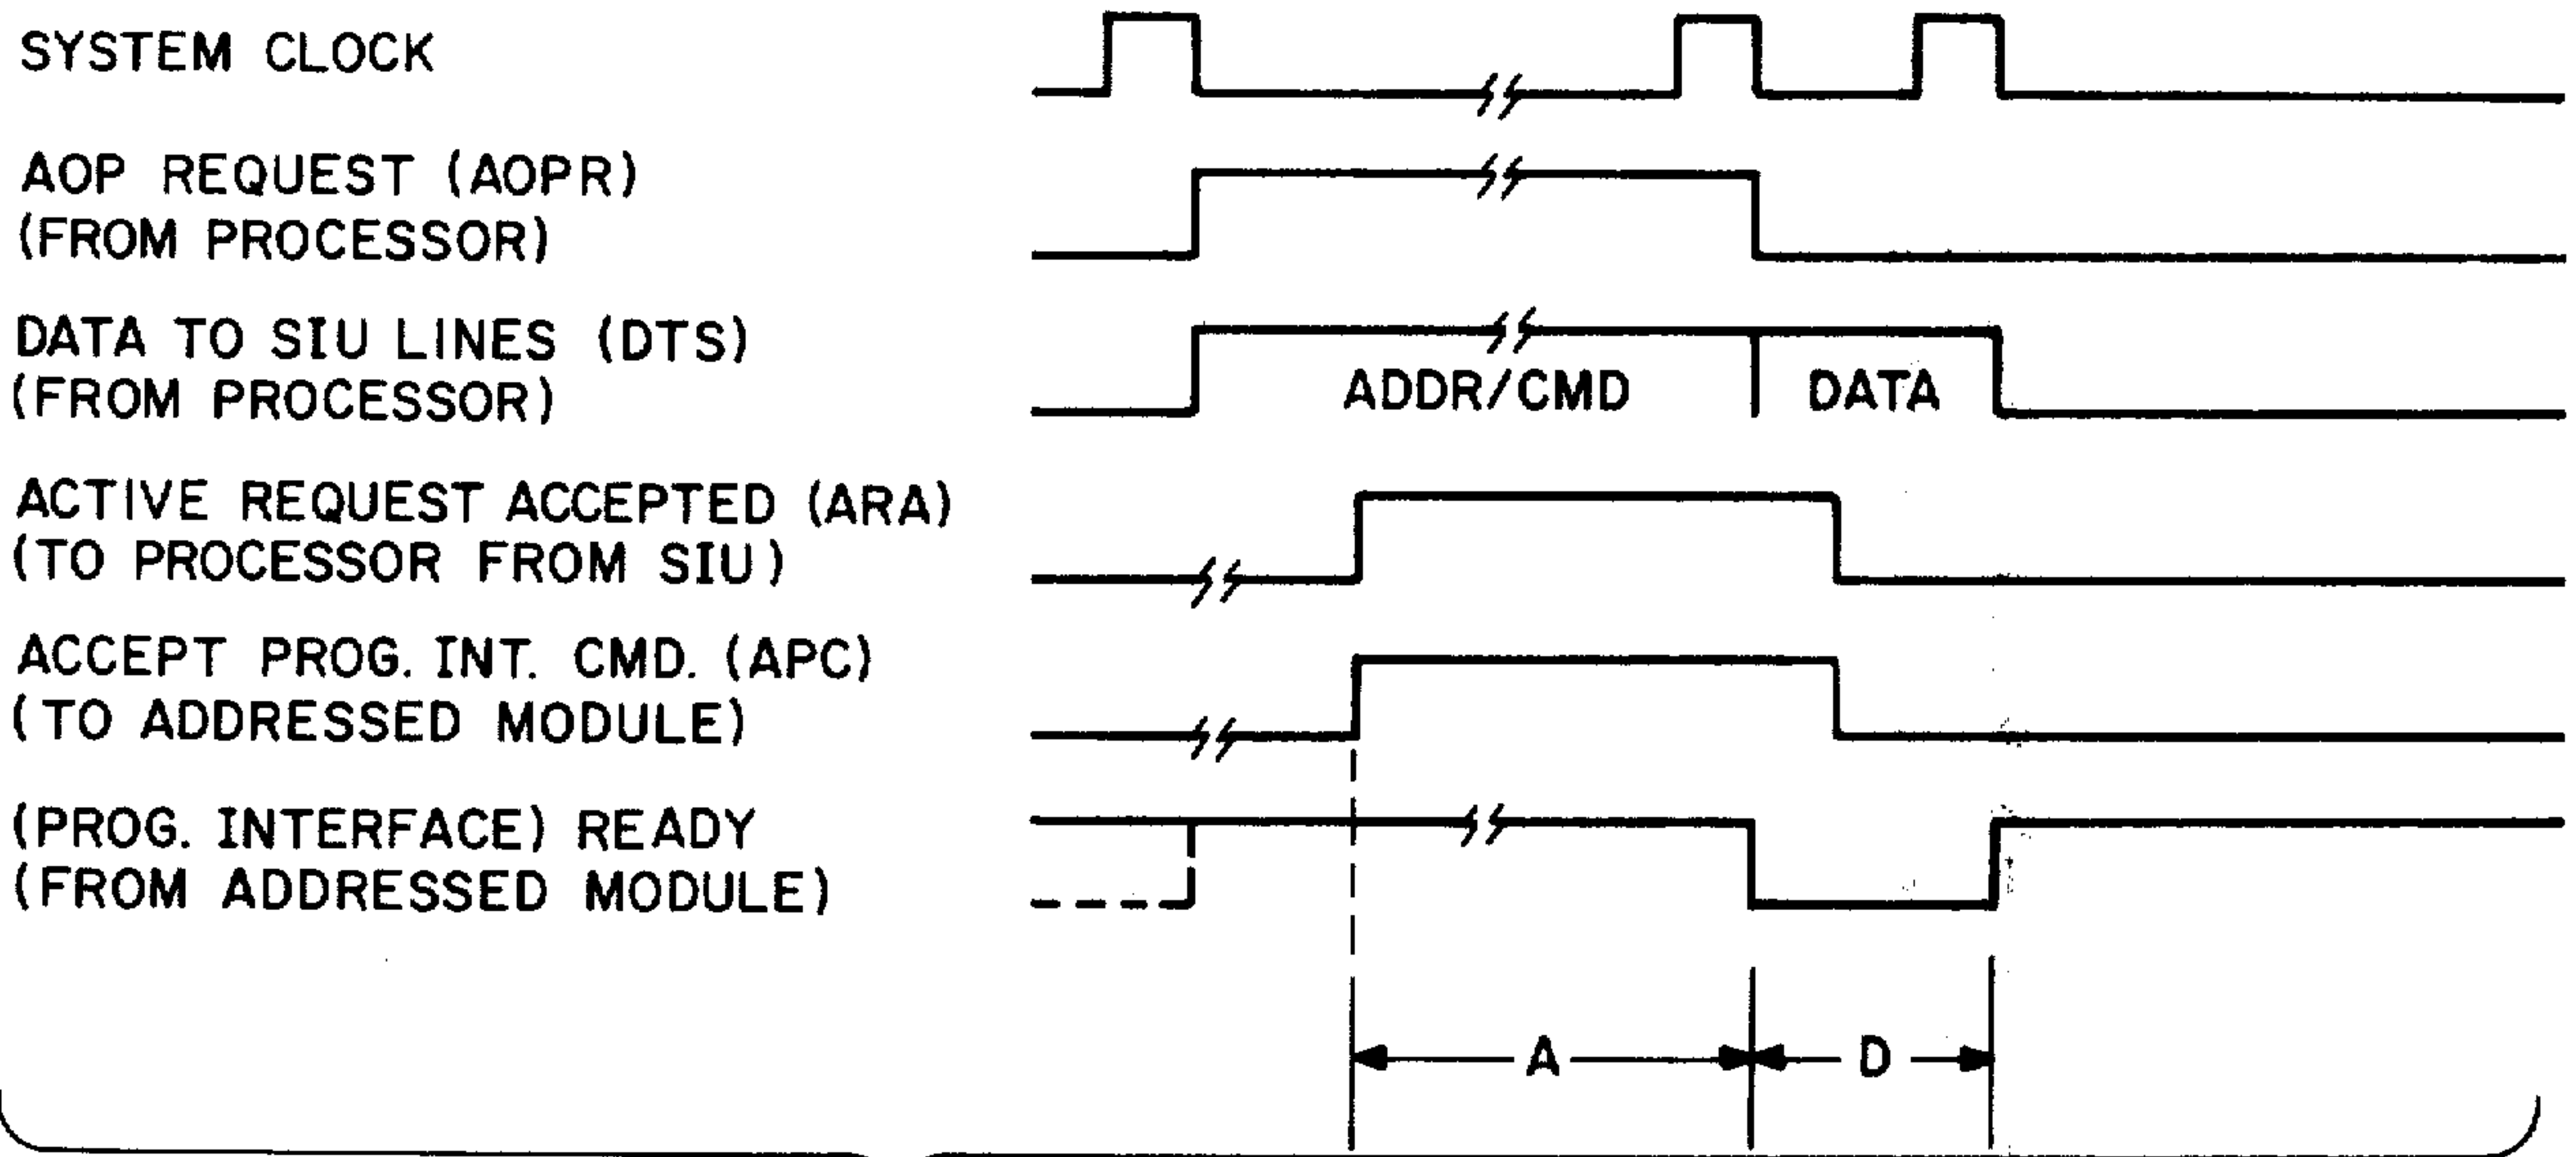 SYSTEM CLOCK
AOP REQUEST (AOPR)
(FROM PROCESSOR)
DATA TO SIU LINES (DTS)
(FROM PROCESSOR)
ADDR/CMD
DATA
ACTIVE REQUEST ACCEPTED (ARA)
(TO PROCESSOR FROM SIU)
ACCEPT PROG. INT. CMD. (APC)
(TO ADDRESSED MODULE)
(PROG. INTERFACE) READY
(FROM ADDRESSED MODULE)
A
D